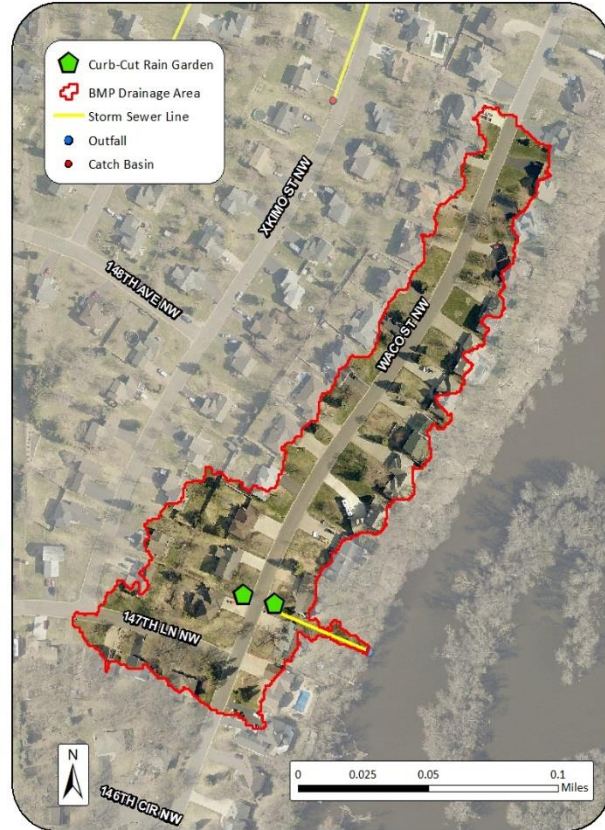 Curb-Cut Rain Garden
BMP Drainage Area
Storm Sewer Line
Outfall
Catch Basin
XKIMO ST NW
148TH AVE NW
WACO ST NW
147TH LN NW
146TH CIR NW
N
0 0.025 0.05 0.1
Miles